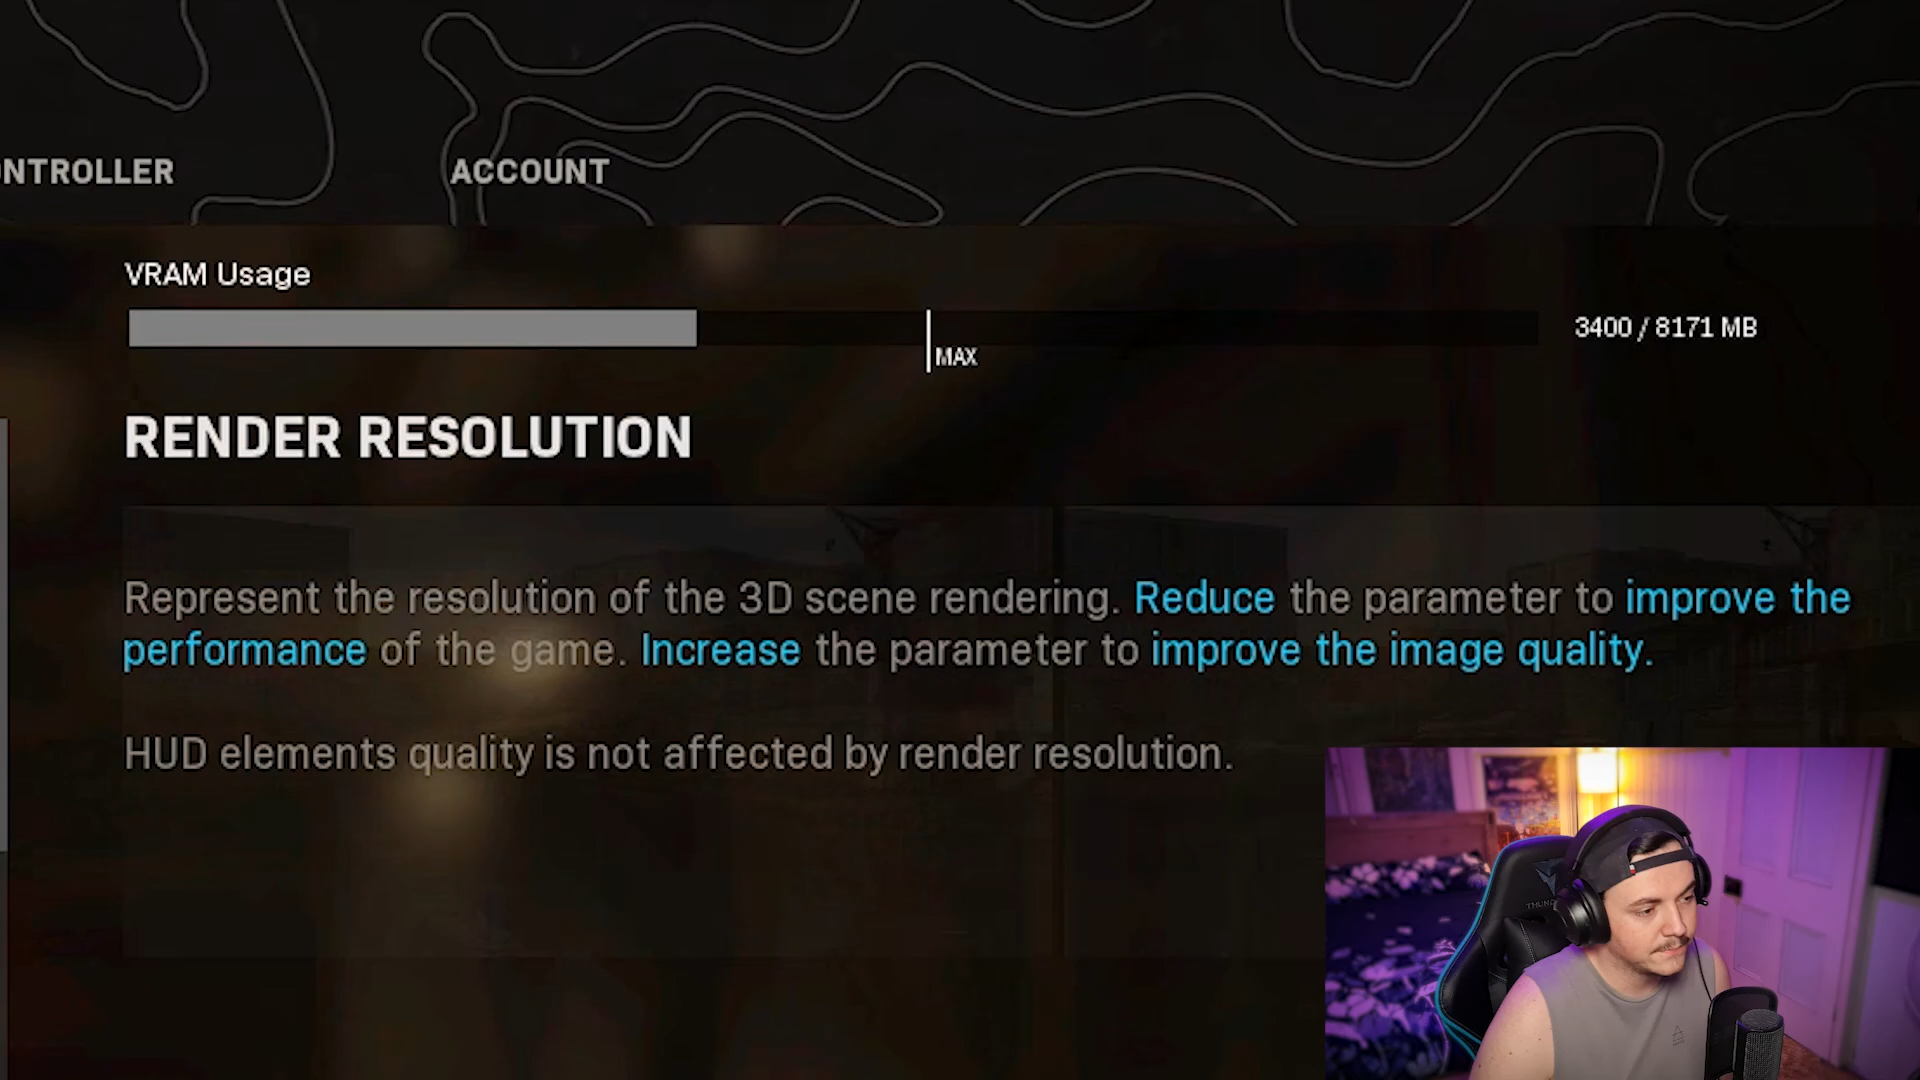 ONTROLLER ACCOUNT
VRAM Usage
3400 / 8171 MB
MAX
RENDER RESOLUTION
Represent the resolution of the 3D scene rendering. Reduce the parameter to improve the
performance of the game. Increase the parameter to improve the image quality.
HUD elements quality is not affected by render resolution.